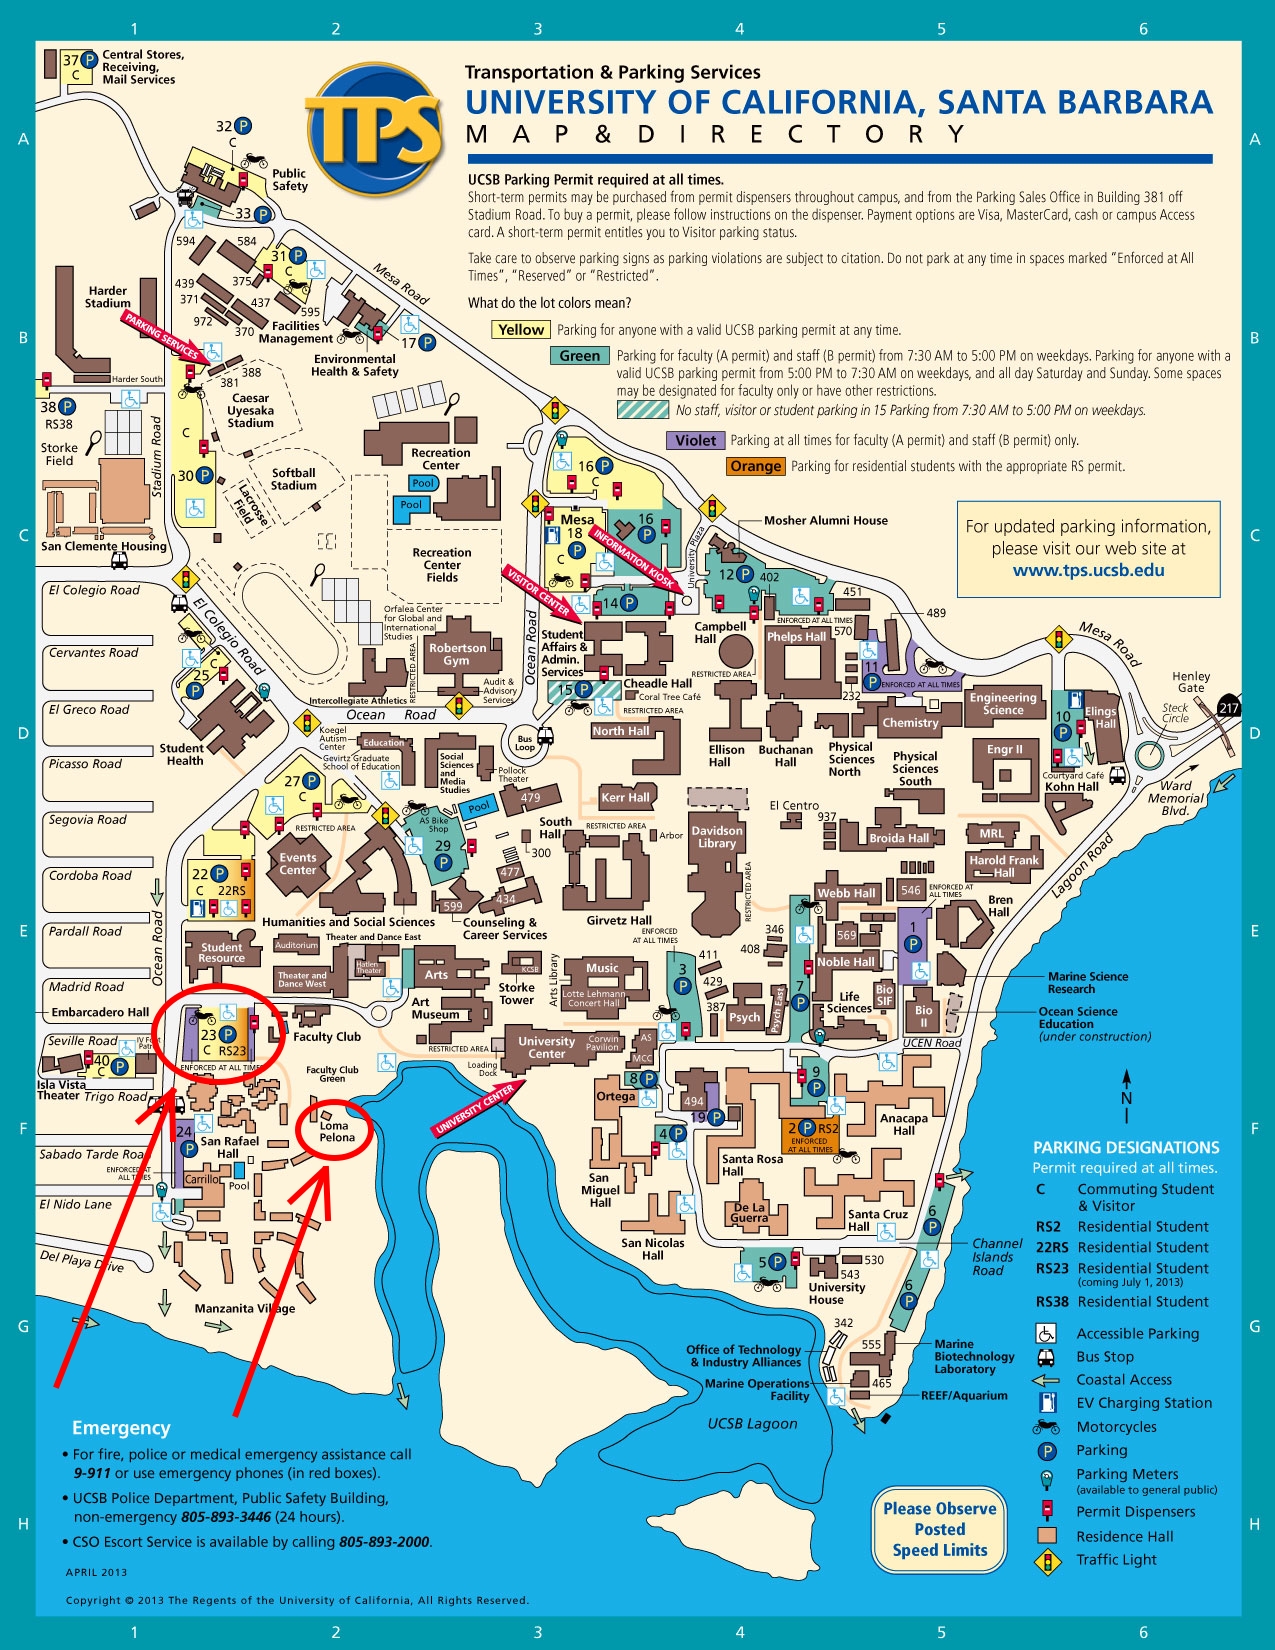 1 2 3 4 5 6
A
B
C
D
E
F
G
H
TPS
Transportation & Parking Services
UNIVERSITY OF CALIFORNIA, SANTA BARBARA
MAP & DIRECTORY
UCSB Parking Permit required at all times.
Short-term permits may be purchased from permit dispensers throughout campus, and from the Parking Sales Office in Building 381 off
Stadium Road. To buy a permit, please follow instructions on the dispenser. Payment options are Visa, MasterCard, cash or campus Access
card. A short-term permit entitles you to Visitor parking status.
Take care to observe parking signs as parking violations are subject to citation. Do not park at any time in spaces marked “Enforced at All
Times”, “Reserved” or “Restricted”.
What do the lot colors mean?
Yellow Parking for anyone with a valid UCSB parking permit at any time.
Green Parking for faculty (A permit) and staff (B permit) from 7:30 AM to 5:00 PM on weekdays. Parking for anyone with a
valid UCSB parking permit from 5:00 PM to 7:30 AM on weekdays, and all day Saturday and Sunday. Some spaces
may be designated for faculty only or have other restrictions.
No staff, visitor or student parking in 15 Parking from 7:30 AM to 5:00 PM on weekdays.
Violet Parking at all times for faculty (A permit) and staff (B permit) only.
Orange Parking for residential students with the appropriate RS permit.
For updated parking information,
please visit our web site at
www.tps.ucsb.edu
37 P
C
Central Stores,
Receiving,
Mail Services
32 P
C
Public
Safety
33 P
594
584
31 P
C
439
375
371
437
595
972
370
Facilities
Management
Mesa Road
Harder
Stadium
PARKING SERVICES
17 P
Environmental
Health & Safety
Harder South
388
381
38 P
RS38
Caesar
Uyesaka
Stadium
Storke
Field
C
30 P
Stadium Road
Softball
Stadium
Lacrosse
Field
Recreation
Center
Pool
Pool
16 P
C
Mesa
18
P
C
16
P
INFORMATION KIOSK
University Plaza
Mosher Alumni House
San Clemente Housing
Recreation
Center
Fields
VISITOR CENTER
12 P
402
14 P
451
El Colegio Road
El Colegio Road
Orfalea Center
for Global and
International
Studies
Ocean Road
Campbell
Hall
ENFORCED AT ALL TIMES
570
489
Cervantes Road
C
25
P
RESTRICTED AREA
Robertson
Gym
Student
Affairs &
Admin.
Services
Phelps Hall
11
P
ENFORCED AT ALL TIMES
Mesa Road
Audit &
Advisory
Services
Cheadle Hall
Coral Tree Café
15 P
RESTRICTED AREA
RESTRICTED AREA
232
Henley
Gate
217
Steck
Circle
El Greco Road
Intercollegiate Athletics
Ocean Road
Engineering
Science
10
P
Elings
Hall
Chemistry
North Hall
Student
Health
Koegel
Autism
Center
Education
Gevirtz Graduate
School of Education
Social
Sciences
and
Media
Studies
Bus
Loop
Pollock
Theater
Ellison
Hall
Buchanan
Hall
Physical
Sciences
North
Physical
Sciences
South
Engr II
Courtyard Café
Kohn Hall
Ward
Memorial
Blvd.
Picasso Road
27 P
C
Pool
479
Kerr Hall
El Centro
937
Segovia Road
RESTRICTED AREA
AS Bike
Shop
29
P
South
Hall
300
RESTRICTED AREA
Arbor
Davidson
Library
Broida Hall
MRL
Harold Frank
Hall
Lagoon Road
Events
Center
Cordoba Road
22 P
C 22RS
477
434
599
RESTRICTED AREA
Webb Hall
546
ENFORCED AT
ALL TIMES
Bren
Hall
Pardall Road
Humanities and Social Sciences
Counseling &
Career Services
Girvetz Hall
ENFORCED
AT ALL TIMES
346
569
1
P
Ocean Road
Student
Resource
Auditorium
Theater and Dance East
Hatlen
Theater
Theater and
Dance West
Arts
KCSB
Storke
Tower
Arts Library
Music
Lotte Lehmann
Concert Hall
3
P
411
408
429
387
7
P
Noble Hall
Marine Science
Research
Madrid Road
Embarcadero Hall
Art
Museum
Psych
Psych East
Life
Sciences
Bio
SIF
Bio
II
Ocean Science
Education
(under construction)
23 P
C RS23
ENFORCED AT ALL TIMES
Faculty Club
RESTRICTED AREA
University
Center
Corwin
Pavilion
AS
MCC
UCEN Road
Seville Road
40
C P
Isla Vista
Theater
Trigo Road
Faculty Club
Green
Loading
Dock
UNIVERSITY CENTER
8 P
Ortega
9
P
494
19 P
Anacapa
Hall
N
Loma
Pelona
24
P
San Rafael
Hall
4 P
2 P RS2
ENFORCED
AT ALL TIMES
Sabado Tarde Road
ENFORCED AT
ALL TIMES
Carrillo
Pool
San
Miguel
Hall
Santa Rosa
Hall
De La
Guerra
Santa Cruz
Hall
El Nido Lane
6
P
Channel
Islands
Road
San Nicolas
Hall
Del Playa Drive
5 P
530
543
University
House
6
P
Manzanita Village
342
555
465
Office of Technology
& Industry Alliances
Marine
Biotechnology
Laboratory
Marine Operations
Facility
REEF/Aquarium
UCSB Lagoon
PARKING DESIGNATIONS
Permit required at all times.
C Commuting Student
& Visitor
RS2 Residential Student
22RS Residential Student
RS23 Residential Student
(coming July 1, 2013)
RS38 Residential Student
Accessible Parking
Bus Stop
Coastal Access
EV Charging Station
Motorcycles
P Parking
Parking Meters
(available to general public)
Permit Dispensers
Residence Hall
Traffic Light
Please Observe
Posted
Speed Limits
Emergency
• For fire, police or medical emergency assistance call
9-911 or use emergency phones (in red boxes).
• UCSB Police Department, Public Safety Building,
non-emergency 805-893-3446 (24 hours).
• CSO Escort Service is available by calling 805-893-2000.
APRIL 2013
Copyright © 2013 The Regents of the University of California, All Rights Reserved.
A
B
C
D
E
F
G
H
1 2 3 4 5 6